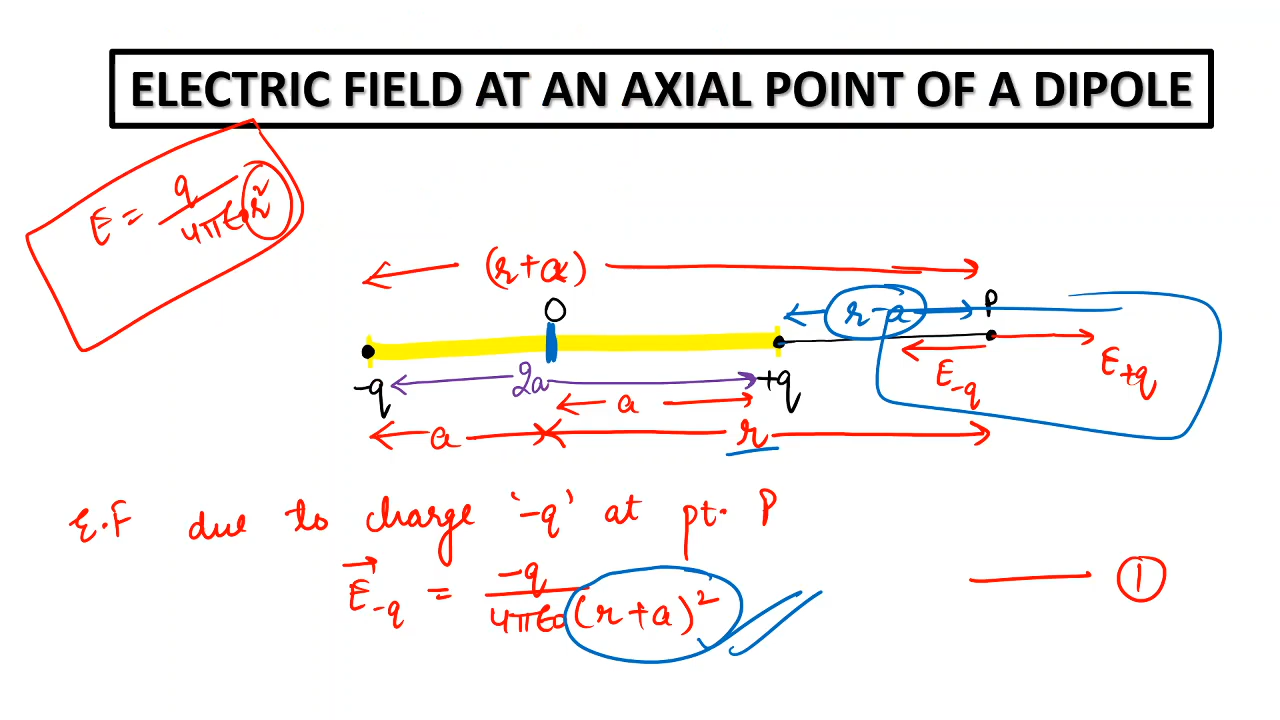 ELECTRIC FIELD AT AN AXIAL POINT OF A DIPOLE
E = q / 4πε₀r²
(r+a)
O
r-a
P
-q
2a
+q
E-q
E+q
a
a
r
E.F due to charge '-q' at pt. P
E⃗-q = -q / 4πε₀(r+a)² —— ①